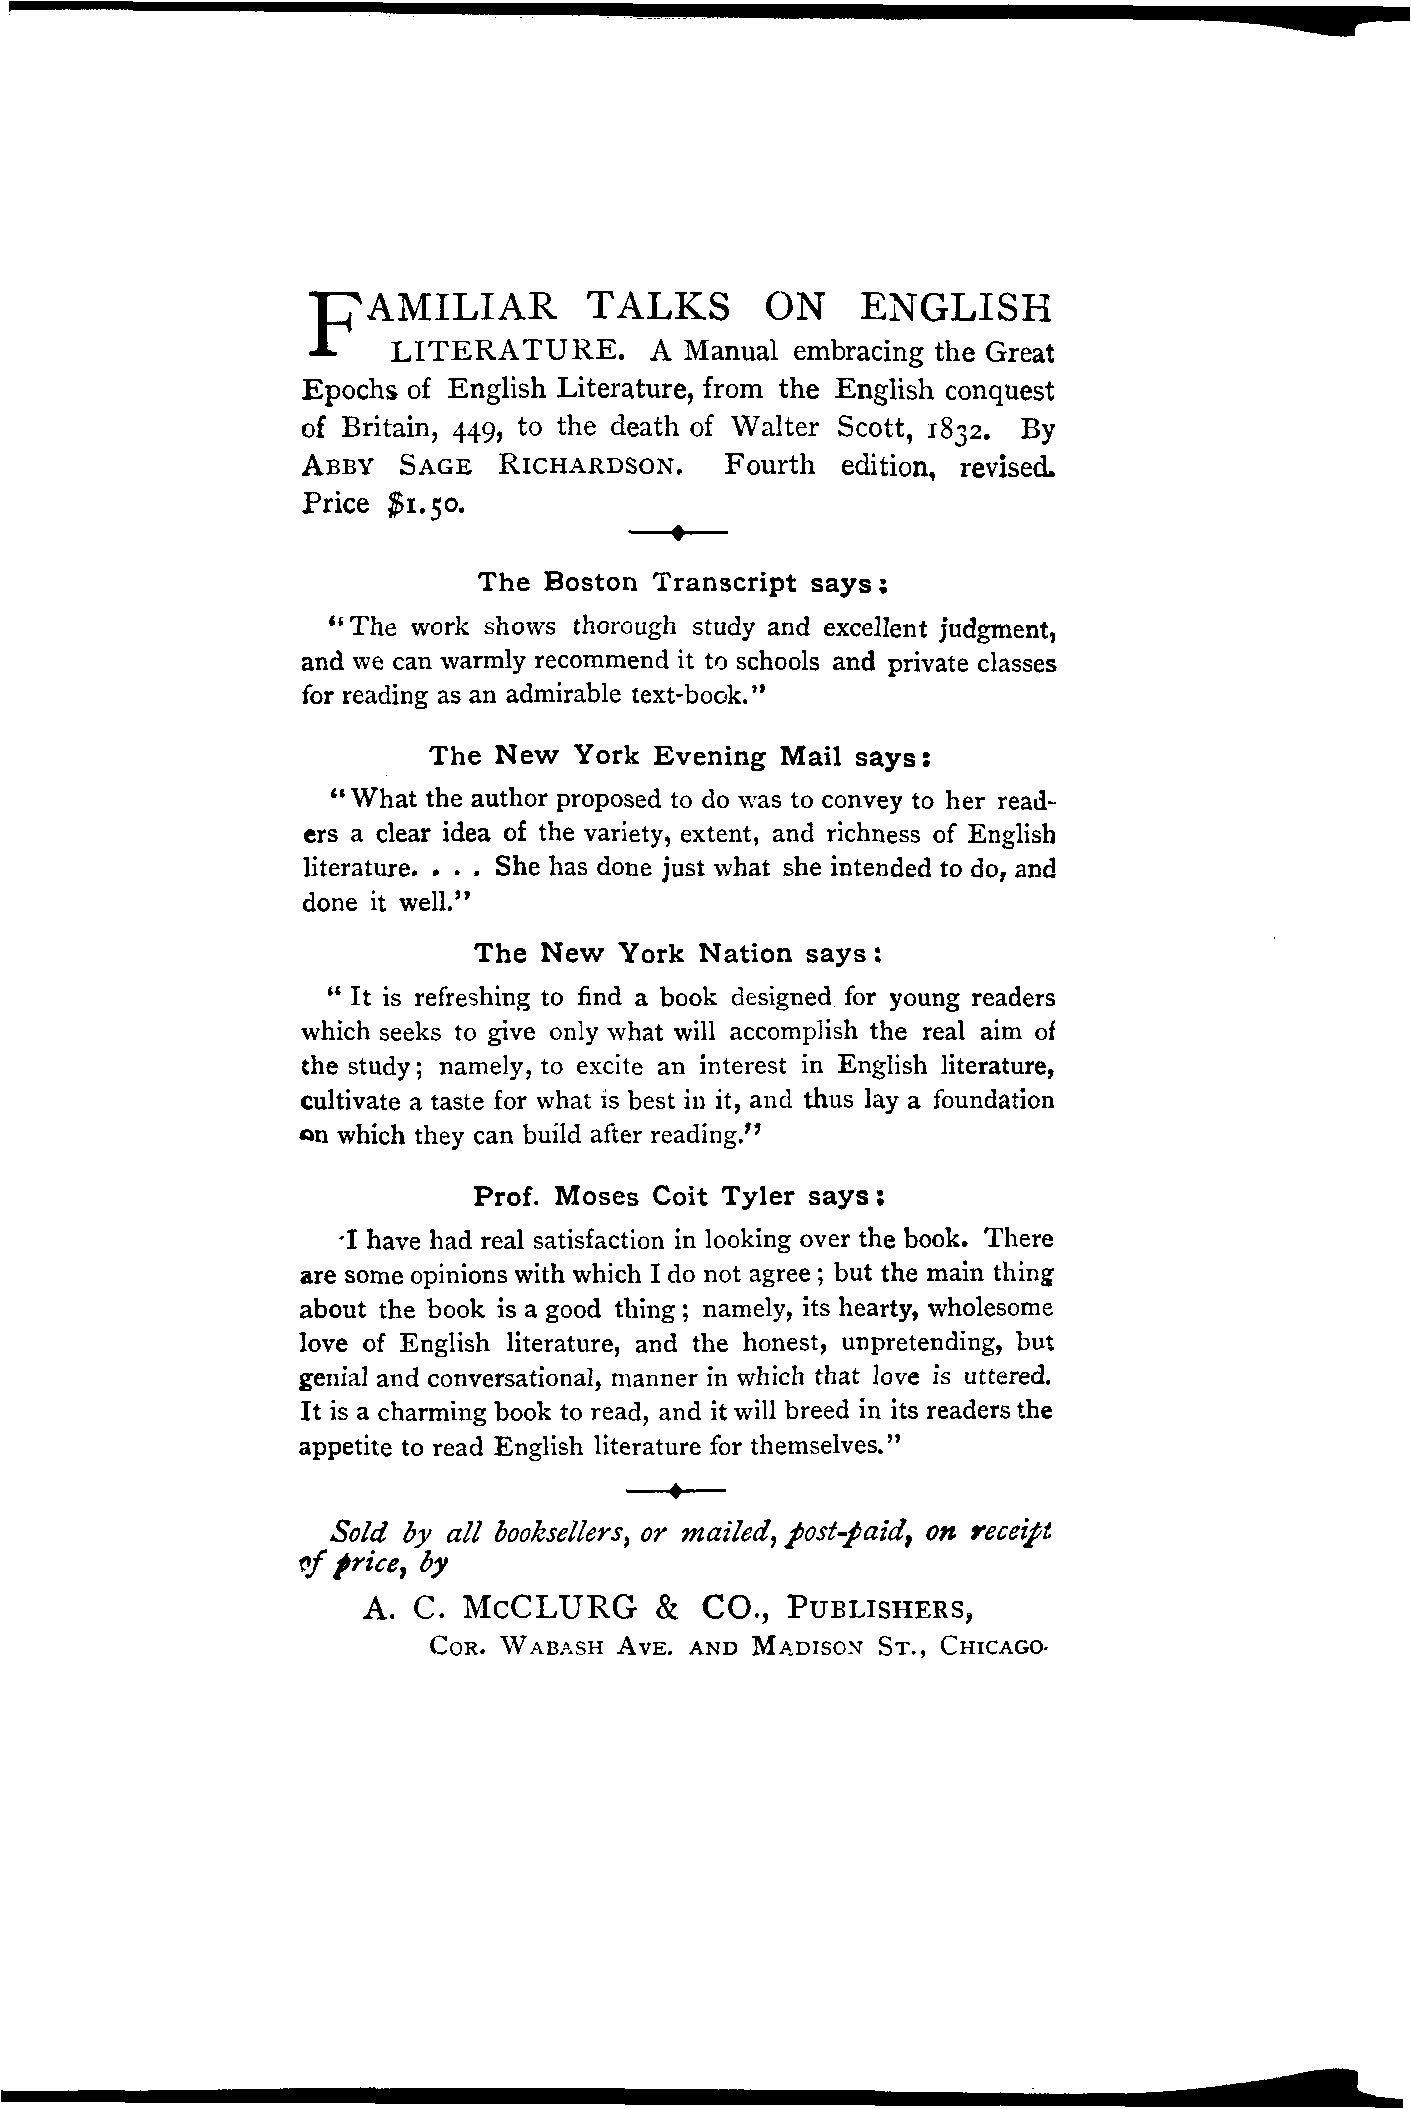 FAMILIAR TALKS ON ENGLISH
LITERATURE. A Manual embracing the Great
Epochs of English Literature, from the English conquest
of Britain, 449, to the death of Walter Scott, 1832. By
ABBY SAGE RICHARDSON. Fourth edition, revised.
Price $1.50.
The Boston Transcript says:
“The work shows thorough study and excellent judgment,
and we can warmly recommend it to schools and private classes
for reading as an admirable text-book.”
The New York Evening Mail says:
“What the author proposed to do was to convey to her read-
ers a clear idea of the variety, extent, and richness of English
literature. . . . She has done just what she intended to do, and
done it well.”
The New York Nation says:
“It is refreshing to find a book designed for young readers
which seeks to give only what will accomplish the real aim of
the study; namely, to excite an interest in English literature,
cultivate a taste for what is best in it, and thus lay a foundation
on which they can build after reading.”
Prof. Moses Coit Tyler says:
'I have had real satisfaction in looking over the book. There
are some opinions with which I do not agree; but the main thing
about the book is a good thing; namely, its hearty, wholesome
love of English literature, and the honest, unpretending, but
genial and conversational, manner in which that love is uttered.
It is a charming book to read, and it will breed in its readers the
appetite to read English literature for themselves.”
Sold by all booksellers, or mailed, post-paid, on receipt
of price, by
A. C. McCLURG & CO., PUBLISHERS,
COR. WABASH AVE. AND MADISON ST., CHICAGO.